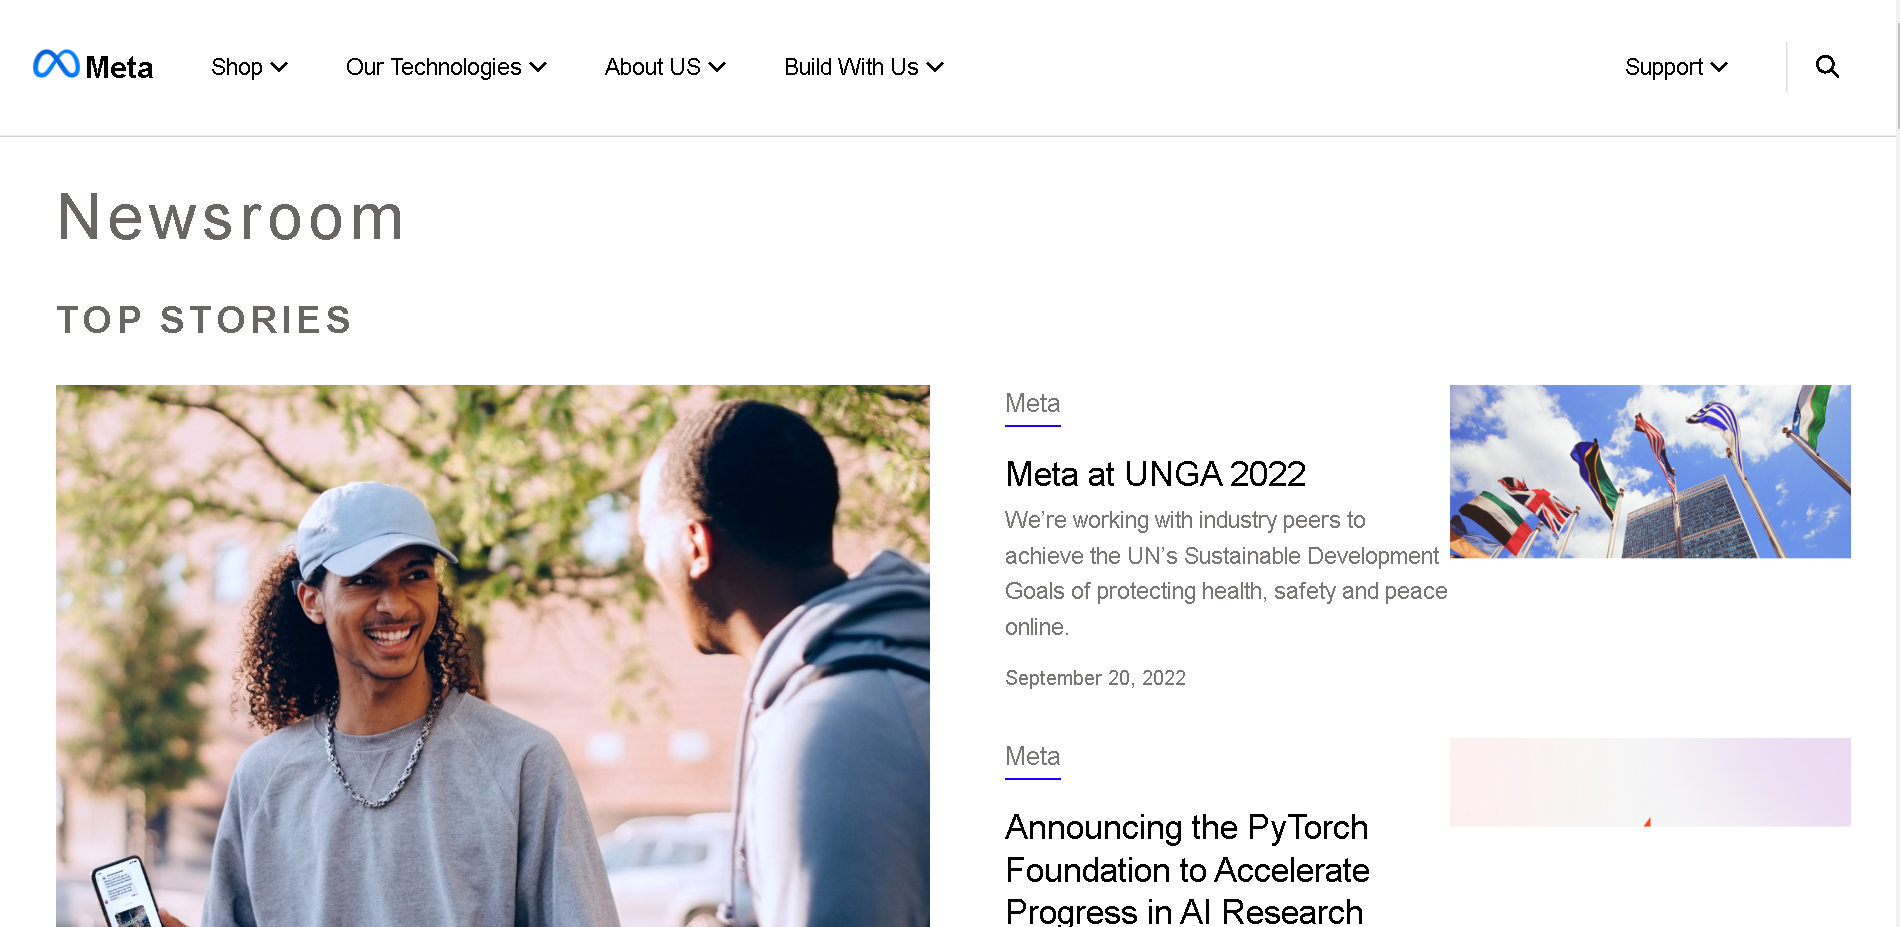 Meta
Shop
Our Technologies
About US
Build With Us
Support
Newsroom
TOP STORIES
Meta
Meta at UNGA 2022
We’re working with industry peers to
achieve the UN’s Sustainable Development
Goals of protecting health, safety and peace
online.
September 20, 2022
Meta
Announcing the PyTorch
Foundation to Accelerate
Progress in AI Research